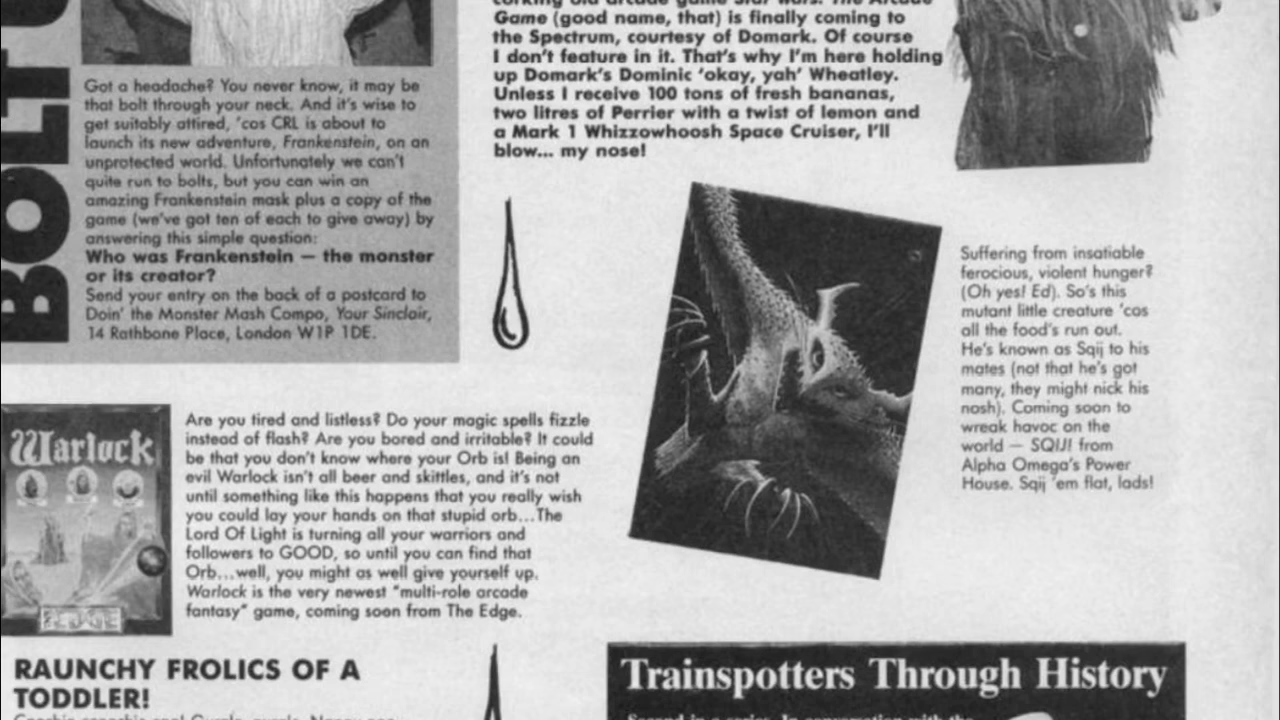 BOLT
Got a headache? You never know, it may be
that bolt through your neck. And it's wise to
get suitably attired, 'cos CRL is about to
launch its new adventure, Frankenstein, on an
unprotected world. Unfortunately we can't
quite run to bolts, but you can win an
amazing Frankenstein mask plus a copy of the
game (we've got ten of each to give away) by
answering this simple question:
Who was Frankenstein — the monster
or its creator?
Send your entry on the back of a postcard to
Doin' the Monster Mash Compo, Your Sinclair,
14 Rathbone Place, London W1P 1DE.
corking old arcade game Star Wars: The Arcade
Game (good name, that) is finally coming to
the Spectrum, courtesy of Domark. Of course
I don't feature in it. That's why I'm here holding
up Domark's Dominic 'okay, yah' Wheatley.
Unless I receive 100 tons of fresh bananas,
two litres of Perrier with a twist of lemon and
a Mark 1 Whizzowhoosh Space Cruiser, I'll
blow... my nose!
Suffering from insatiable
ferocious, violent hunger?
(Oh yes! Ed). So's this
mutant little creature 'cos
all the food's run out.
He's known as Sqij to his
mates (not that he's got
many, they might nick his
nosh). Coming soon to
wreak havoc on the
world — SQIJ! from
Alpha Omega's Power
House. Sqij 'em flat, lads!
Warlock
EDGE
Are you tired and listless? Do your magic spells fizzle
instead of flash? Are you bored and irritable? It could
be that you don't know where your Orb is! Being an
evil Warlock isn't all beer and skittles, and it's not
until something like this happens that you really wish
you could lay your hands on that stupid orb...The
Lord Of Light is turning all your warriors and
followers to GOOD, so until you can find that
Orb...well, you might as well give yourself up.
Warlock is the very newest "multi-role arcade
fantasy" game, coming soon from The Edge.
RAUNCHY FROLICS OF A
TODDLER!
Trainspotters Through History
Second in a series. In conversation with the